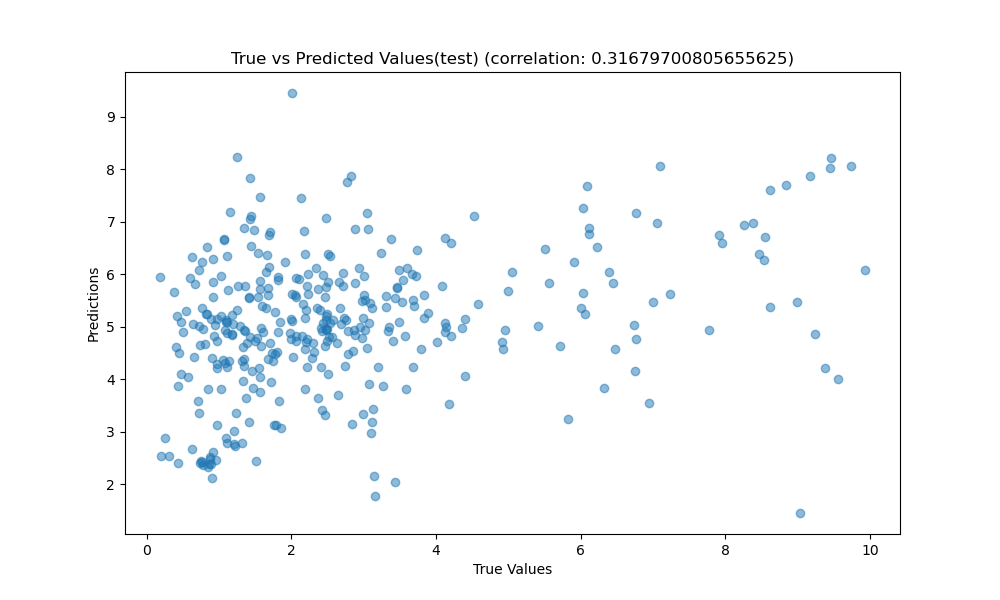 True vs Predicted Values(test) (correlation: 0.31679700805655625)
9
8
7
6
5
4
3
2
Predictions
0 2 4 6 8 10
True Values